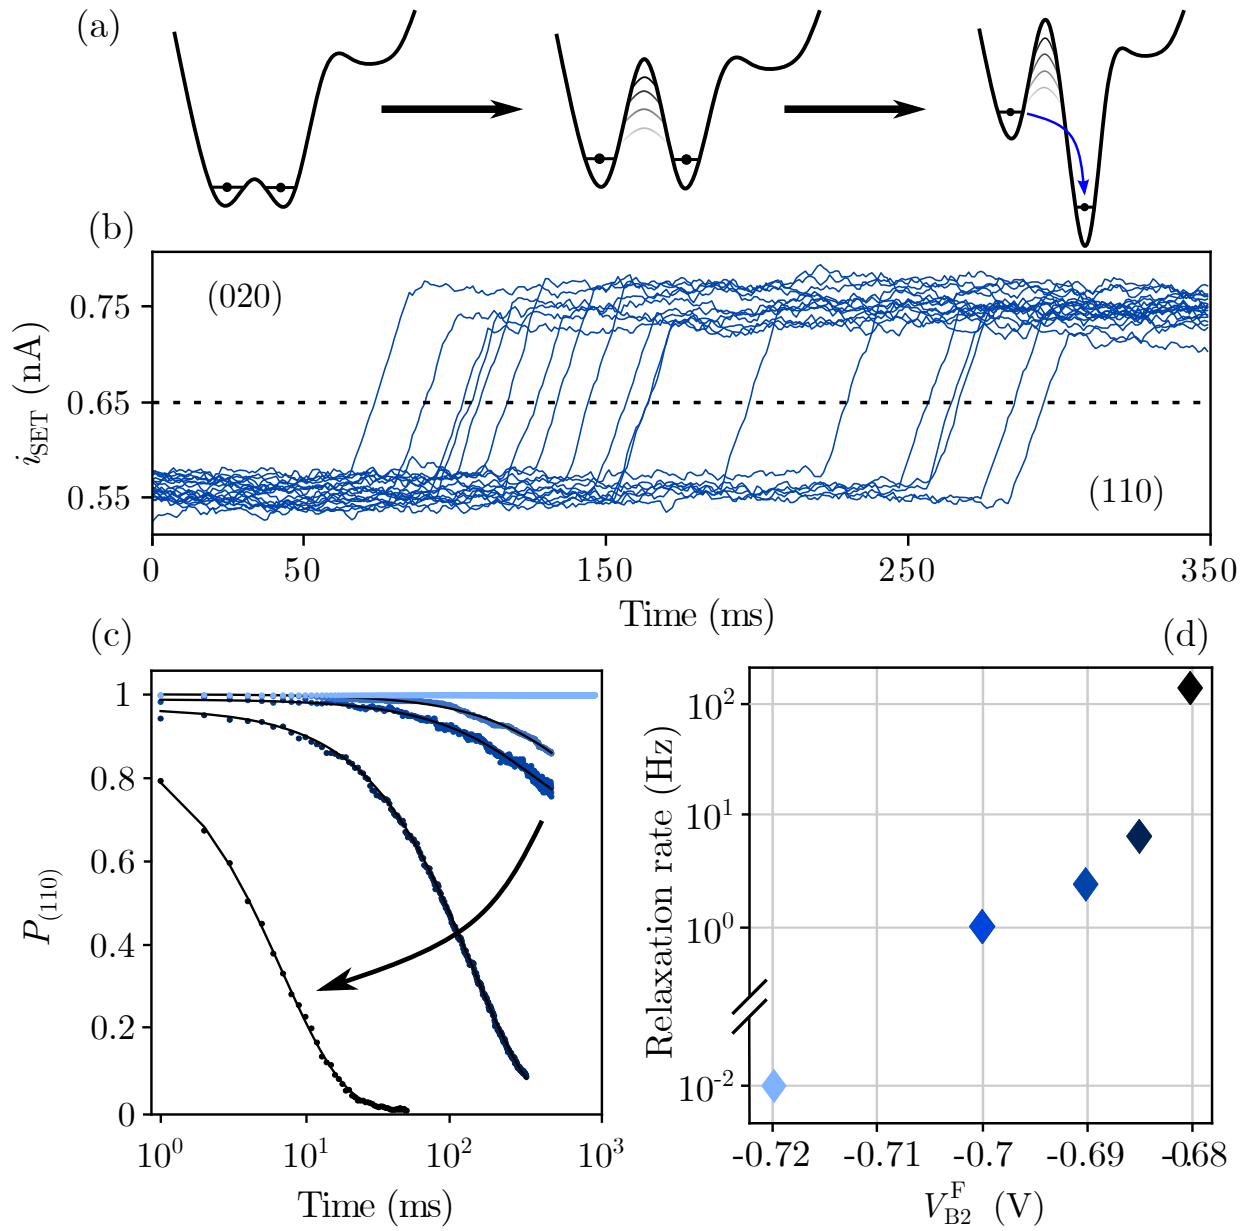 (a)
(b)
(020)
(110)
0.75
0.65
0.55
i_SET (nA)
0 50 150 250 350
Time (ms)
(c)
1
0.8
0.6
0.4
0.2
0
P_(110)
10^0 10^1 10^2 10^3
Time (ms)
(d)
10^2
10^1
10^0
10^-2
Relaxation rate (Hz)
-0.72 -0.71 -0.7 -0.69 -0.68
V_B2^F (V)